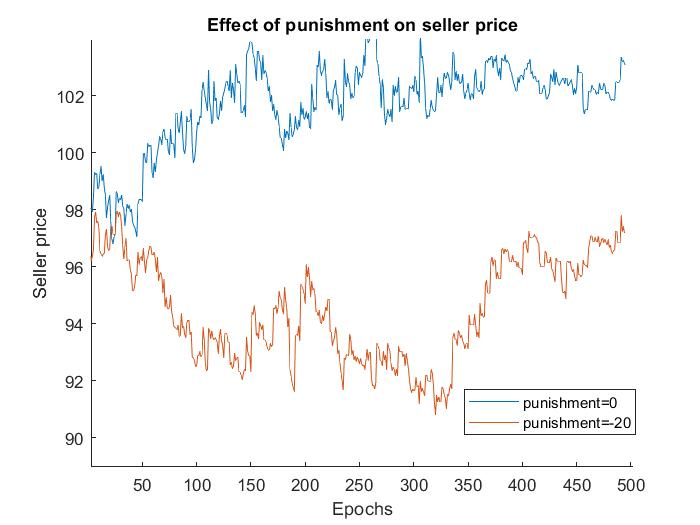 Effect of punishment on seller price
102
100
98
96
94
92
90
Seller price
punishment=0
punishment=-20
50 100 150 200 250 300 350 400 450 500
Epochs